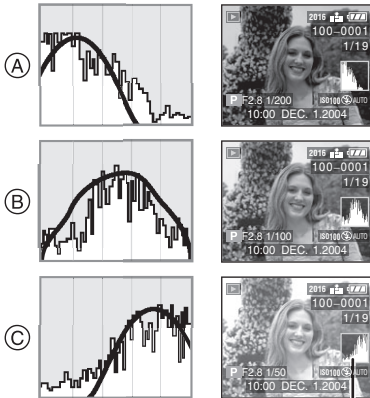 A
2016
100-0001
1/19
P F2.8 1/200 ISO100 AUTO
10:00 DEC. 1.2004
B
2016
100-0001
1/19
P F2.8 1/100 ISO100 AUTO
10:00 DEC. 1.2004
C
2016
100-0001
1/19
P F2.8 1/50 ISO100 AUTO
10:00 DEC. 1.2004